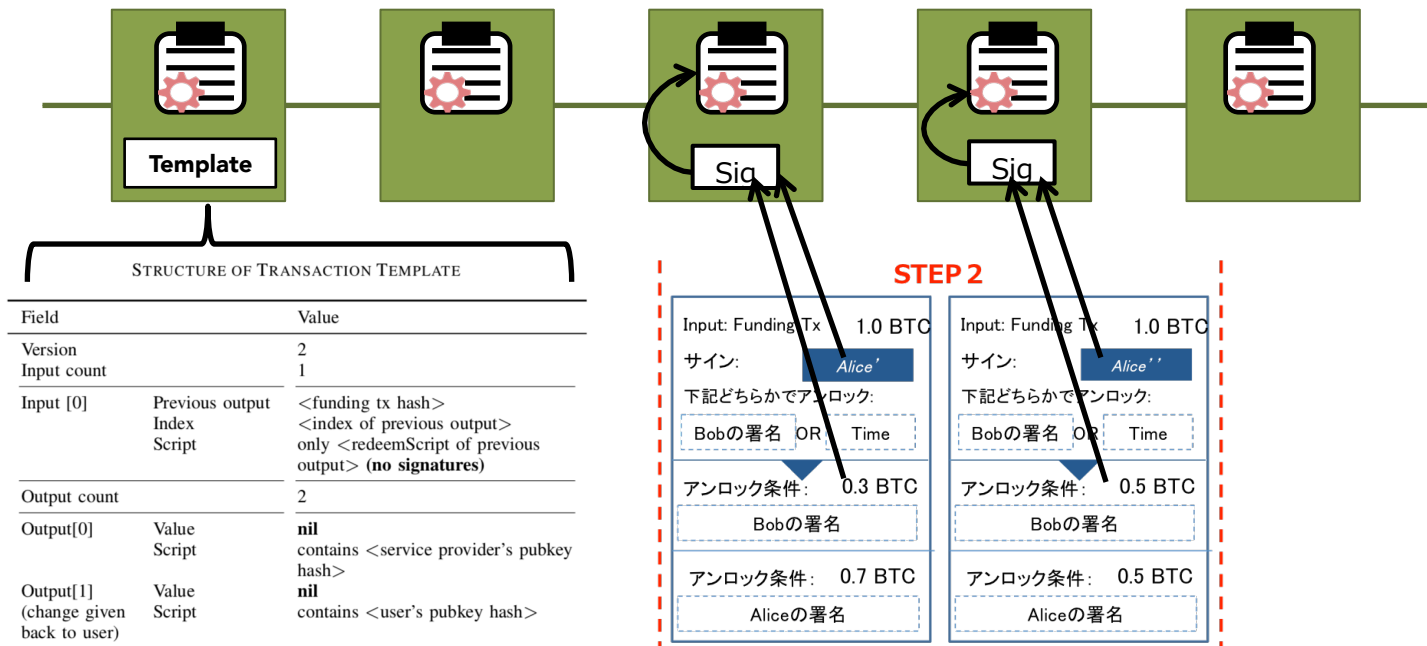 Template
Sig
Sig
STRUCTURE OF TRANSACTION TEMPLATE
Field Value
Version 2
Input count 1
Input [0] Previous output <funding tx hash>
Index <index of previous output>
Script only <redeemScript of previous
output> (no signatures)
Output count 2
Output[0] Value nil
Script contains <service provider's pubkey
hash>
Output[1] Value nil
(change given Script contains <user's pubkey hash>
back to user)
STEP 2
Input: Funding Tx 1.0 BTC
サイン: Alice'
下記どちらかでアンロック:
Bobの署名 OR Time
アンロック条件: 0.3 BTC
Bobの署名
アンロック条件: 0.7 BTC
Aliceの署名
Input: Funding Tx 1.0 BTC
サイン: Alice''
下記どちらかでアンロック:
Bobの署名 OR Time
アンロック条件: 0.5 BTC
Bobの署名
アンロック条件: 0.5 BTC
Aliceの署名